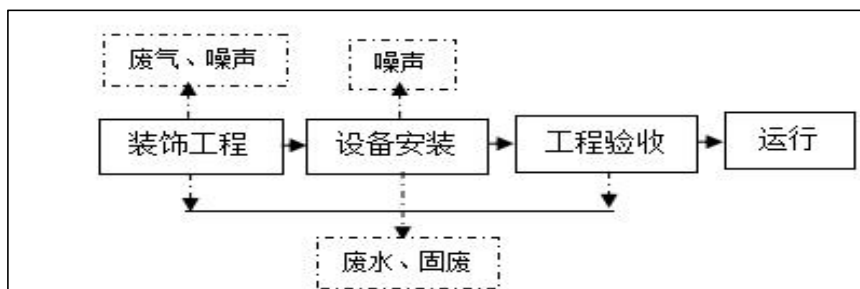 废气、噪声
噪声
装饰工程
设备安装
工程验收
运行
废水、固废